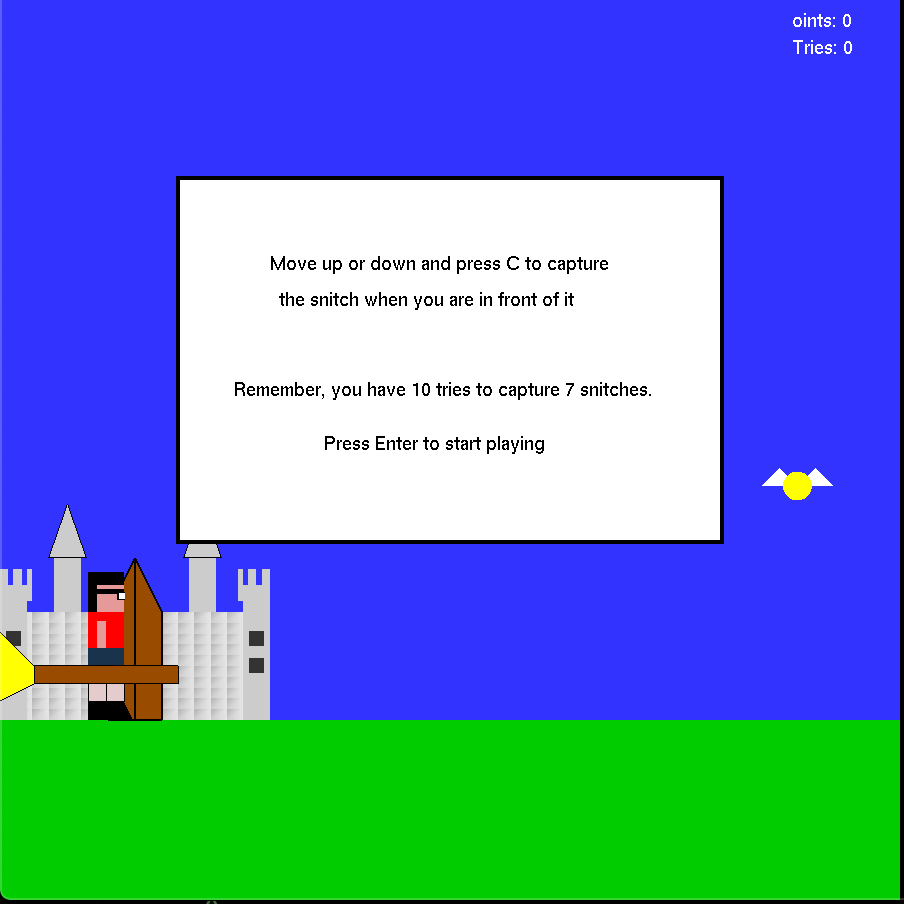 oints: 0
Tries: 0
Move up or down and press C to capture
the snitch when you are in front of it
Remember, you have 10 tries to capture 7 snitches.
Press Enter to start playing